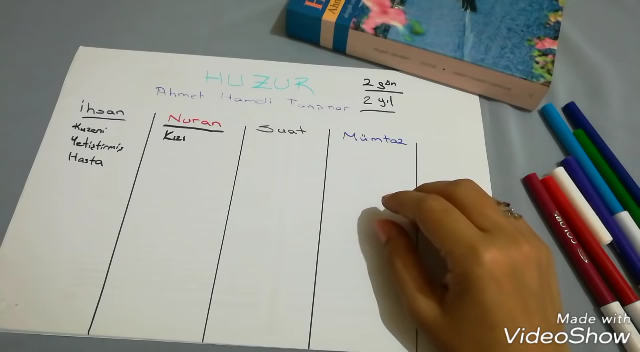 HUZUR
Ahmet Hamdi Tanpınar
2 gün
2 yıl
İhsan
Kuzeni
Yetiştirmiş
Hasta
Nuran
Kızı
Suat
Mümtaz
Made with
VideoShow